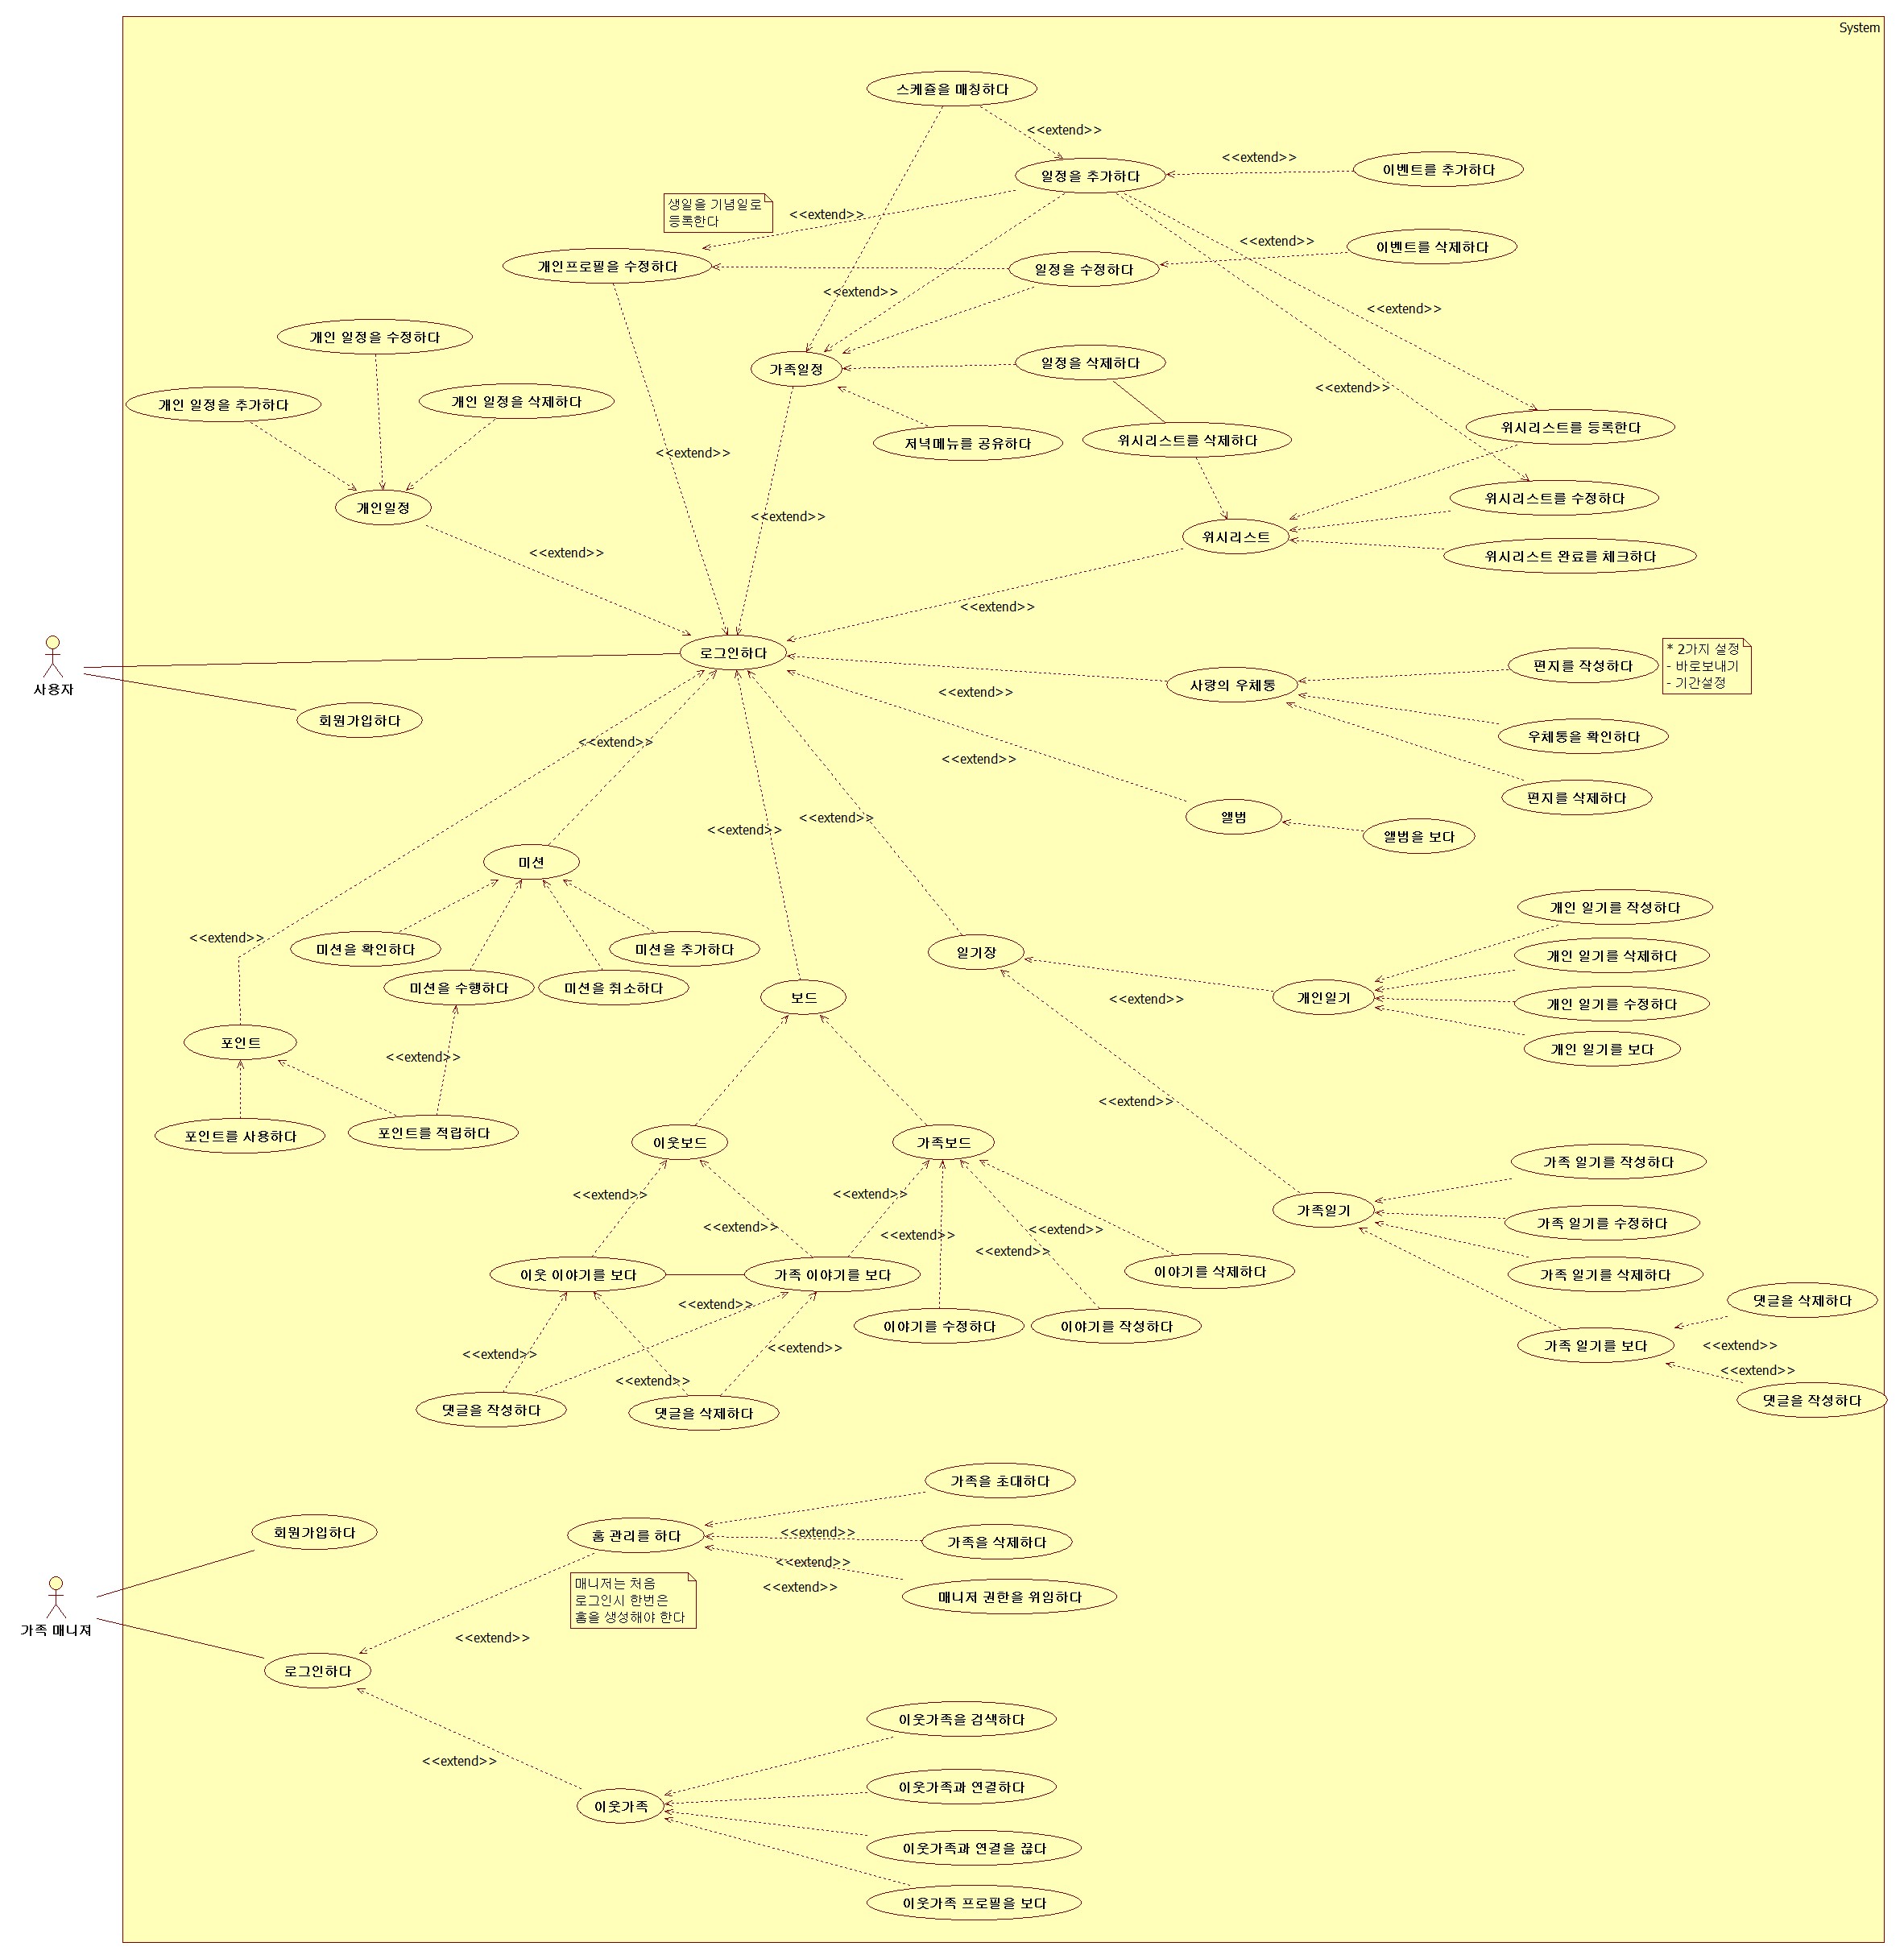 System
스케쥴을 매칭하다
<<extend>>
일정을 추가하다
<<extend>>
이벤트를 추가하다
생일을 기념일로
등록한다
<<extend>>
개인프로필을 수정하다
일정을 수정하다
<<extend>>
이벤트를 삭제하다
<<extend>>
<<extend>>
개인 일정을 수정하다
가족일정
일정을 삭제하다
<<extend>>
개인 일정을 추가하다
개인 일정을 삭제하다
저녁메뉴를 공유하다
위시리스트를 삭제하다
위시리스트를 등록한다
<<extend>>
위시리스트를 수정하다
개인일정
<<extend>>
위시리스트
<<extend>>
위시리스트 완료를 체크하다
<<extend>>
사용자
로그인하다
회원가입하다
사랑의 우체통
편지를 작성하다
* 2가지 설정
- 바로보내기
- 기간설정
<<extend>>
우체통을 확인하다
<<extend>>
<<extend>>
편지를 삭제하다
<<extend>>
<<extend>>
앨범
앨범을 보다
미션
<<extend>>
미션을 확인하다
미션을 추가하다
미션을 수행하다
미션을 취소하다
일기장
개인 일기를 작성하다
개인 일기를 삭제하다
개인일기
개인 일기를 수정하다
개인 일기를 보다
<<extend>>
보드
포인트
<<extend>>
<<extend>>
포인트를 사용하다
포인트를 적립하다
이웃보드
가족보드
가족 일기를 작성하다
<<extend>>
<<extend>>
<<extend>>
<<extend>>
<<extend>>
<<extend>>
가족일기
가족 일기를 수정하다
이웃 이야기를 보다
가족 이야기를 보다
이야기를 삭제하다
가족 일기를 삭제하다
<<extend>>
이야기를 수정하다
이야기를 작성하다
댓글을 삭제하다
<<extend>>
<<extend>>
가족 일기를 보다
<<extend>>
<<extend>>
<<extend>>
댓글을 작성하다
댓글을 삭제하다
댓글을 작성하다
가족을 초대하다
회원가입하다
홈 관리를 하다
<<extend>>
가족을 삭제하다
<<extend>>
<<extend>>
매니저 권한을 위임하다
매니저는 처음
로그인시 한번은
홈을 생성해야 한다
가족 매니져
<<extend>>
로그인하다
이웃가족을 검색하다
<<extend>>
이웃가족과 연결하다
이웃가족
이웃가족과 연결을 끊다
이웃가족 프로필을 보다